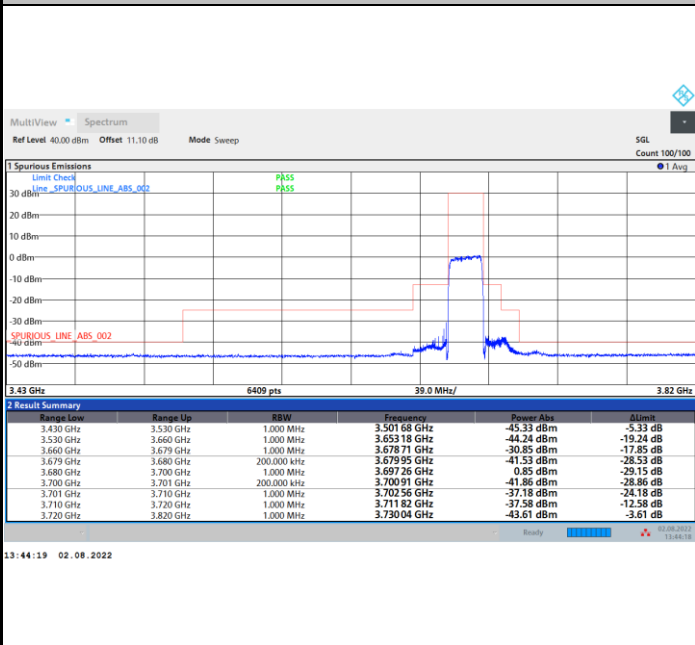 MultiView Spectrum
Ref Level 40.00 dBm Offset 11.10 dB Mode Sweep SGL
Count 100/100
1 Spurious Emissions 1 Avg
Limit Check PASS
Line _SPURIOUS_LINE_ABS_002 PASS
30 dBm
20 dBm
10 dBm
0 dBm
-10 dBm
-20 dBm
-30 dBm
_SPURIOUS_LINE_ABS_002
-40 dBm
-50 dBm
3.43 GHz 6409 pts 39.0 MHz/ 3.82 GHz
2 Result Summary
Range Low Range Up RBW Frequency Power Abs ΔLimit
3.430 GHz 3.530 GHz 1.000 MHz 3.501 68 GHz -45.33 dBm -5.33 dB
3.530 GHz 3.660 GHz 1.000 MHz 3.653 18 GHz -44.24 dBm -19.24 dB
3.660 GHz 3.679 GHz 1.000 MHz 3.678 71 GHz -30.85 dBm -17.85 dB
3.679 GHz 3.680 GHz 200.000 kHz 3.679 95 GHz -41.53 dBm -28.53 dB
3.680 GHz 3.700 GHz 1.000 MHz 3.697 26 GHz 0.85 dBm -29.15 dB
3.700 GHz 3.701 GHz 200.000 kHz 3.700 91 GHz -41.86 dBm -28.86 dB
3.701 GHz 3.710 GHz 1.000 MHz 3.702 56 GHz -37.18 dBm -24.18 dB
3.710 GHz 3.720 GHz 1.000 MHz 3.711 82 GHz -37.58 dBm -12.58 dB
3.720 GHz 3.820 GHz 1.000 MHz 3.730 04 GHz -43.61 dBm -3.61 dB
Ready 02.08.2022
13:44:18
13:44:19 02.08.2022